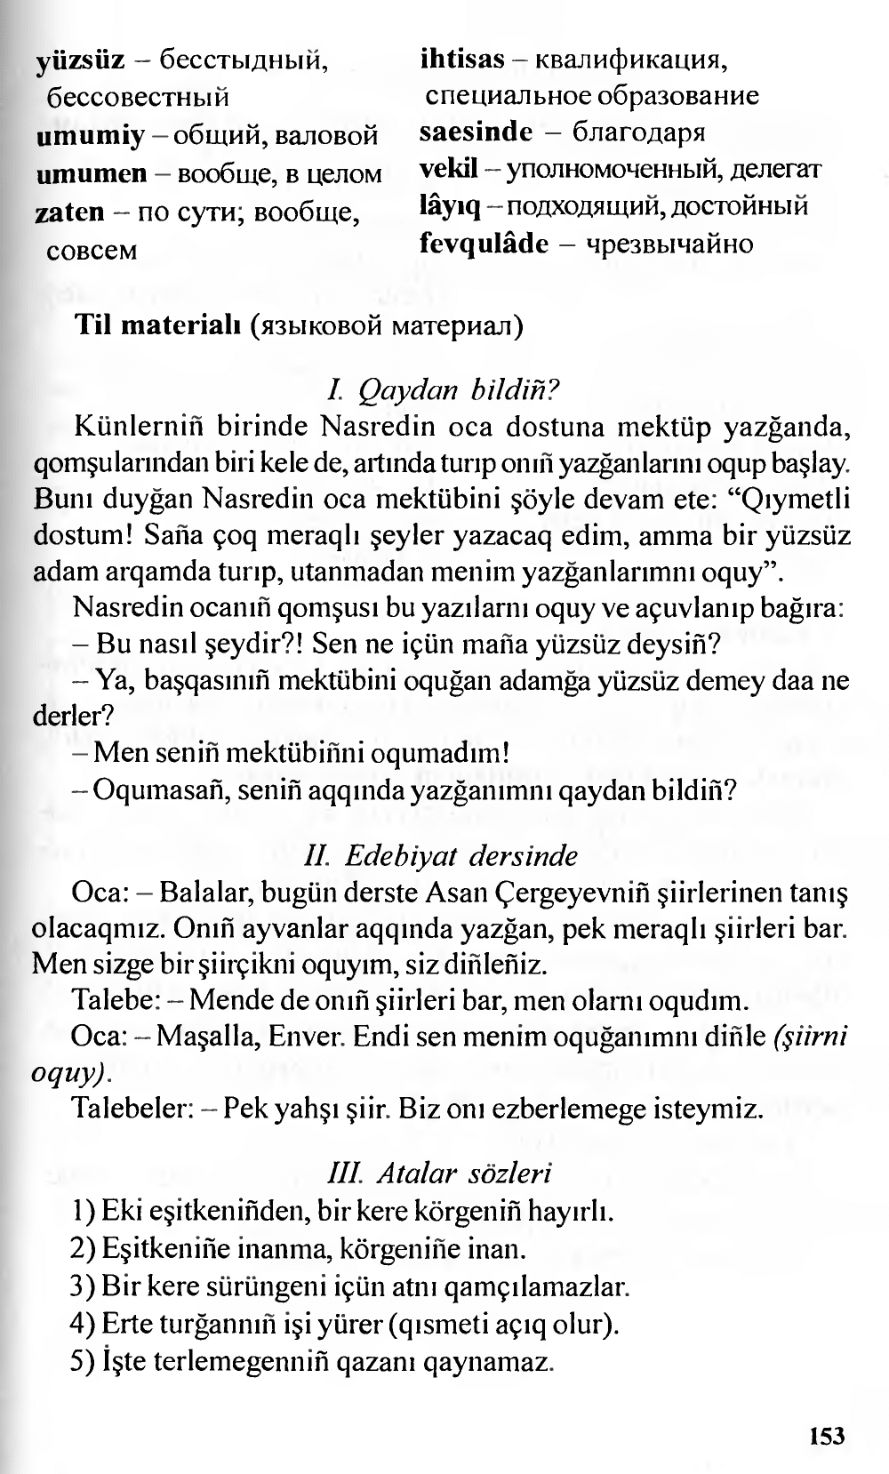 yüzsüz – бесстыдный,
бессовестный
umumiy – общий, валовой
umumen – вообще, в целом
zaten – по сути; вообще,
совсем
ihtisas – квалификация,
специальное образование
saesinde – благодаря
vekil – уполномоченный, делегат
lâyıq – подходящий, достойный
fevqulâde – чрезвычайно
Til materialı (языковой материал)
I. Qaydan bildiñ?
Künlerniñ birinde Nasredin oca dostuna mektüp yazğanda,
qomşularından biri kele de, artında turıp onıñ yazğanlarını oqup başlay.
Bunı duyğan Nasredin oca mektübini şöyle devam ete: “Qıymetli
dostum! Saña çoq meraqlı şeyler yazacaq edim, amma bir yüzsüz
adam arqamda turıp, utanmadan menim yazğanlarımnı oquy”.
Nasredin ocanıñ qomşusı bu yazılarnı oquy ve açuvlanıp bağıra:
– Bu nasıl şeydir?! Sen ne içün maña yüzsüz deysiñ?
– Ya, başqasınıñ mektübini oquğan adamğa yüzsüz demey daa ne
derler?
– Men seniñ mektübiñni oqumadım!
– Oqumasañ, seniñ aqqında yazğanımnı qaydan bildiñ?
II. Edebiyat dersinde
Oca: – Balalar, bugün derste Asan Çergeyevniñ şiirlerinen tanış
olacaqmız. Onıñ ayvanlar aqqında yazğan, pek meraqlı şiirleri bar.
Men sizge bir şiirçikni oquyım, siz diñleñiz.
Talebe: – Mende de onıñ şiirleri bar, men olarnı oqudım.
Oca: – Maşalla, Enver. Endi sen menim oquğanımnı diñle (şiirni
oquy).
Talebeler: – Pek yahşı şiir. Biz onı ezberlemege isteymiz.
III. Atalar sözleri
1) Eki eşitkeniñden, bir kere körgeniñ hayırlı.
2) Eşitkeniñe inanma, körgeniñe inan.
3) Bir kere sürüngeni içün atnı qamçılamazlar.
4) Erte turğannıñ işi yürer (qısmeti açıq olur).
5) İşte terlemegenniñ qazanı qaynamaz.
153